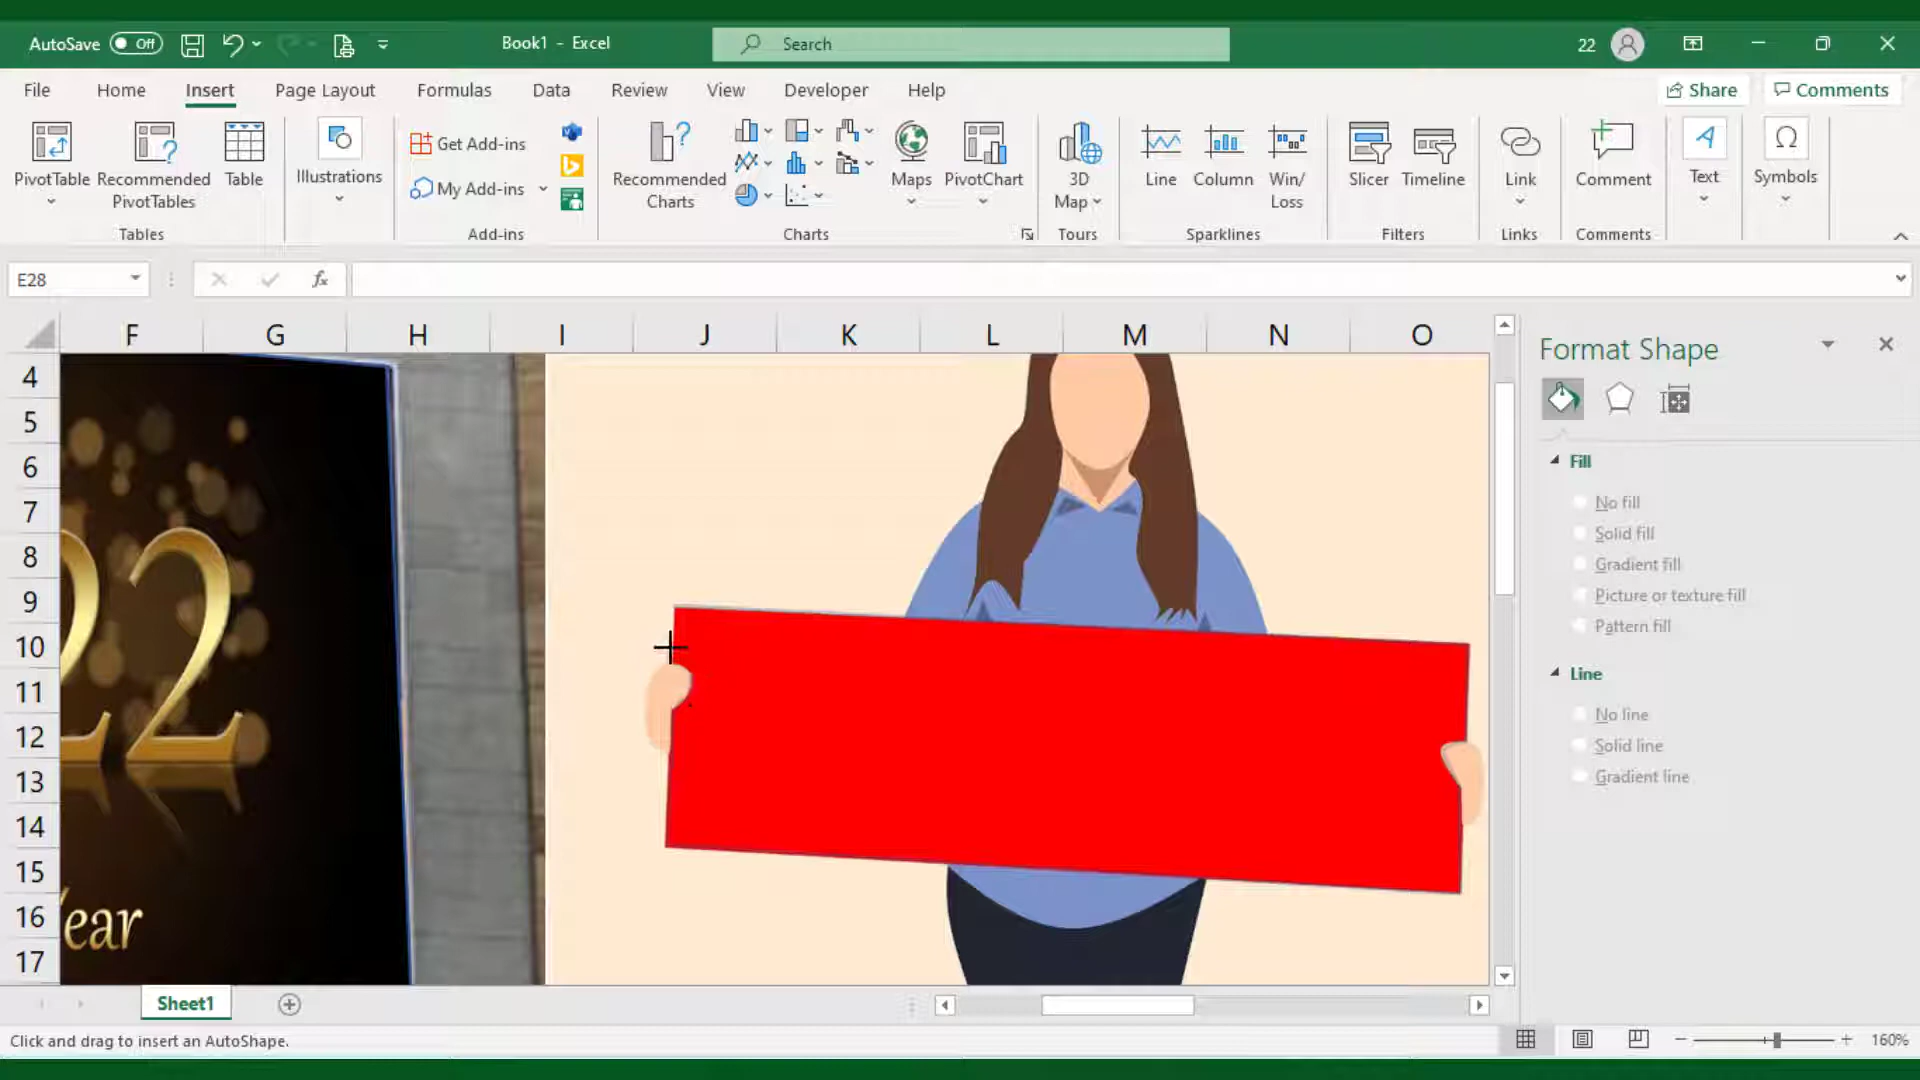 AutoSave Off Book1 - Excel Search 22
File Home Insert Page Layout Formulas Data Review View Developer Help Share Comments
PivotTable Recommended PivotTables Table
Tables
Illustrations
Get Add-ins
My Add-ins
Add-ins
Recommended Charts
Maps PivotChart
Charts
3D Map
Tours
Line Column Win/Loss
Sparklines
Slicer Timeline
Filters
Link
Links
Comment
Comments
Text
Symbols
E28 fx
F G H I J K L M N O
4
5
6
7
8
9
10
11
12
13
14
15
16
17
22
Year
Format Shape
Fill
No fill
Solid fill
Gradient fill
Picture or texture fill
Pattern fill
Line
No line
Solid line
Gradient line
Sheet1
Click and drag to insert an AutoShape. 160%